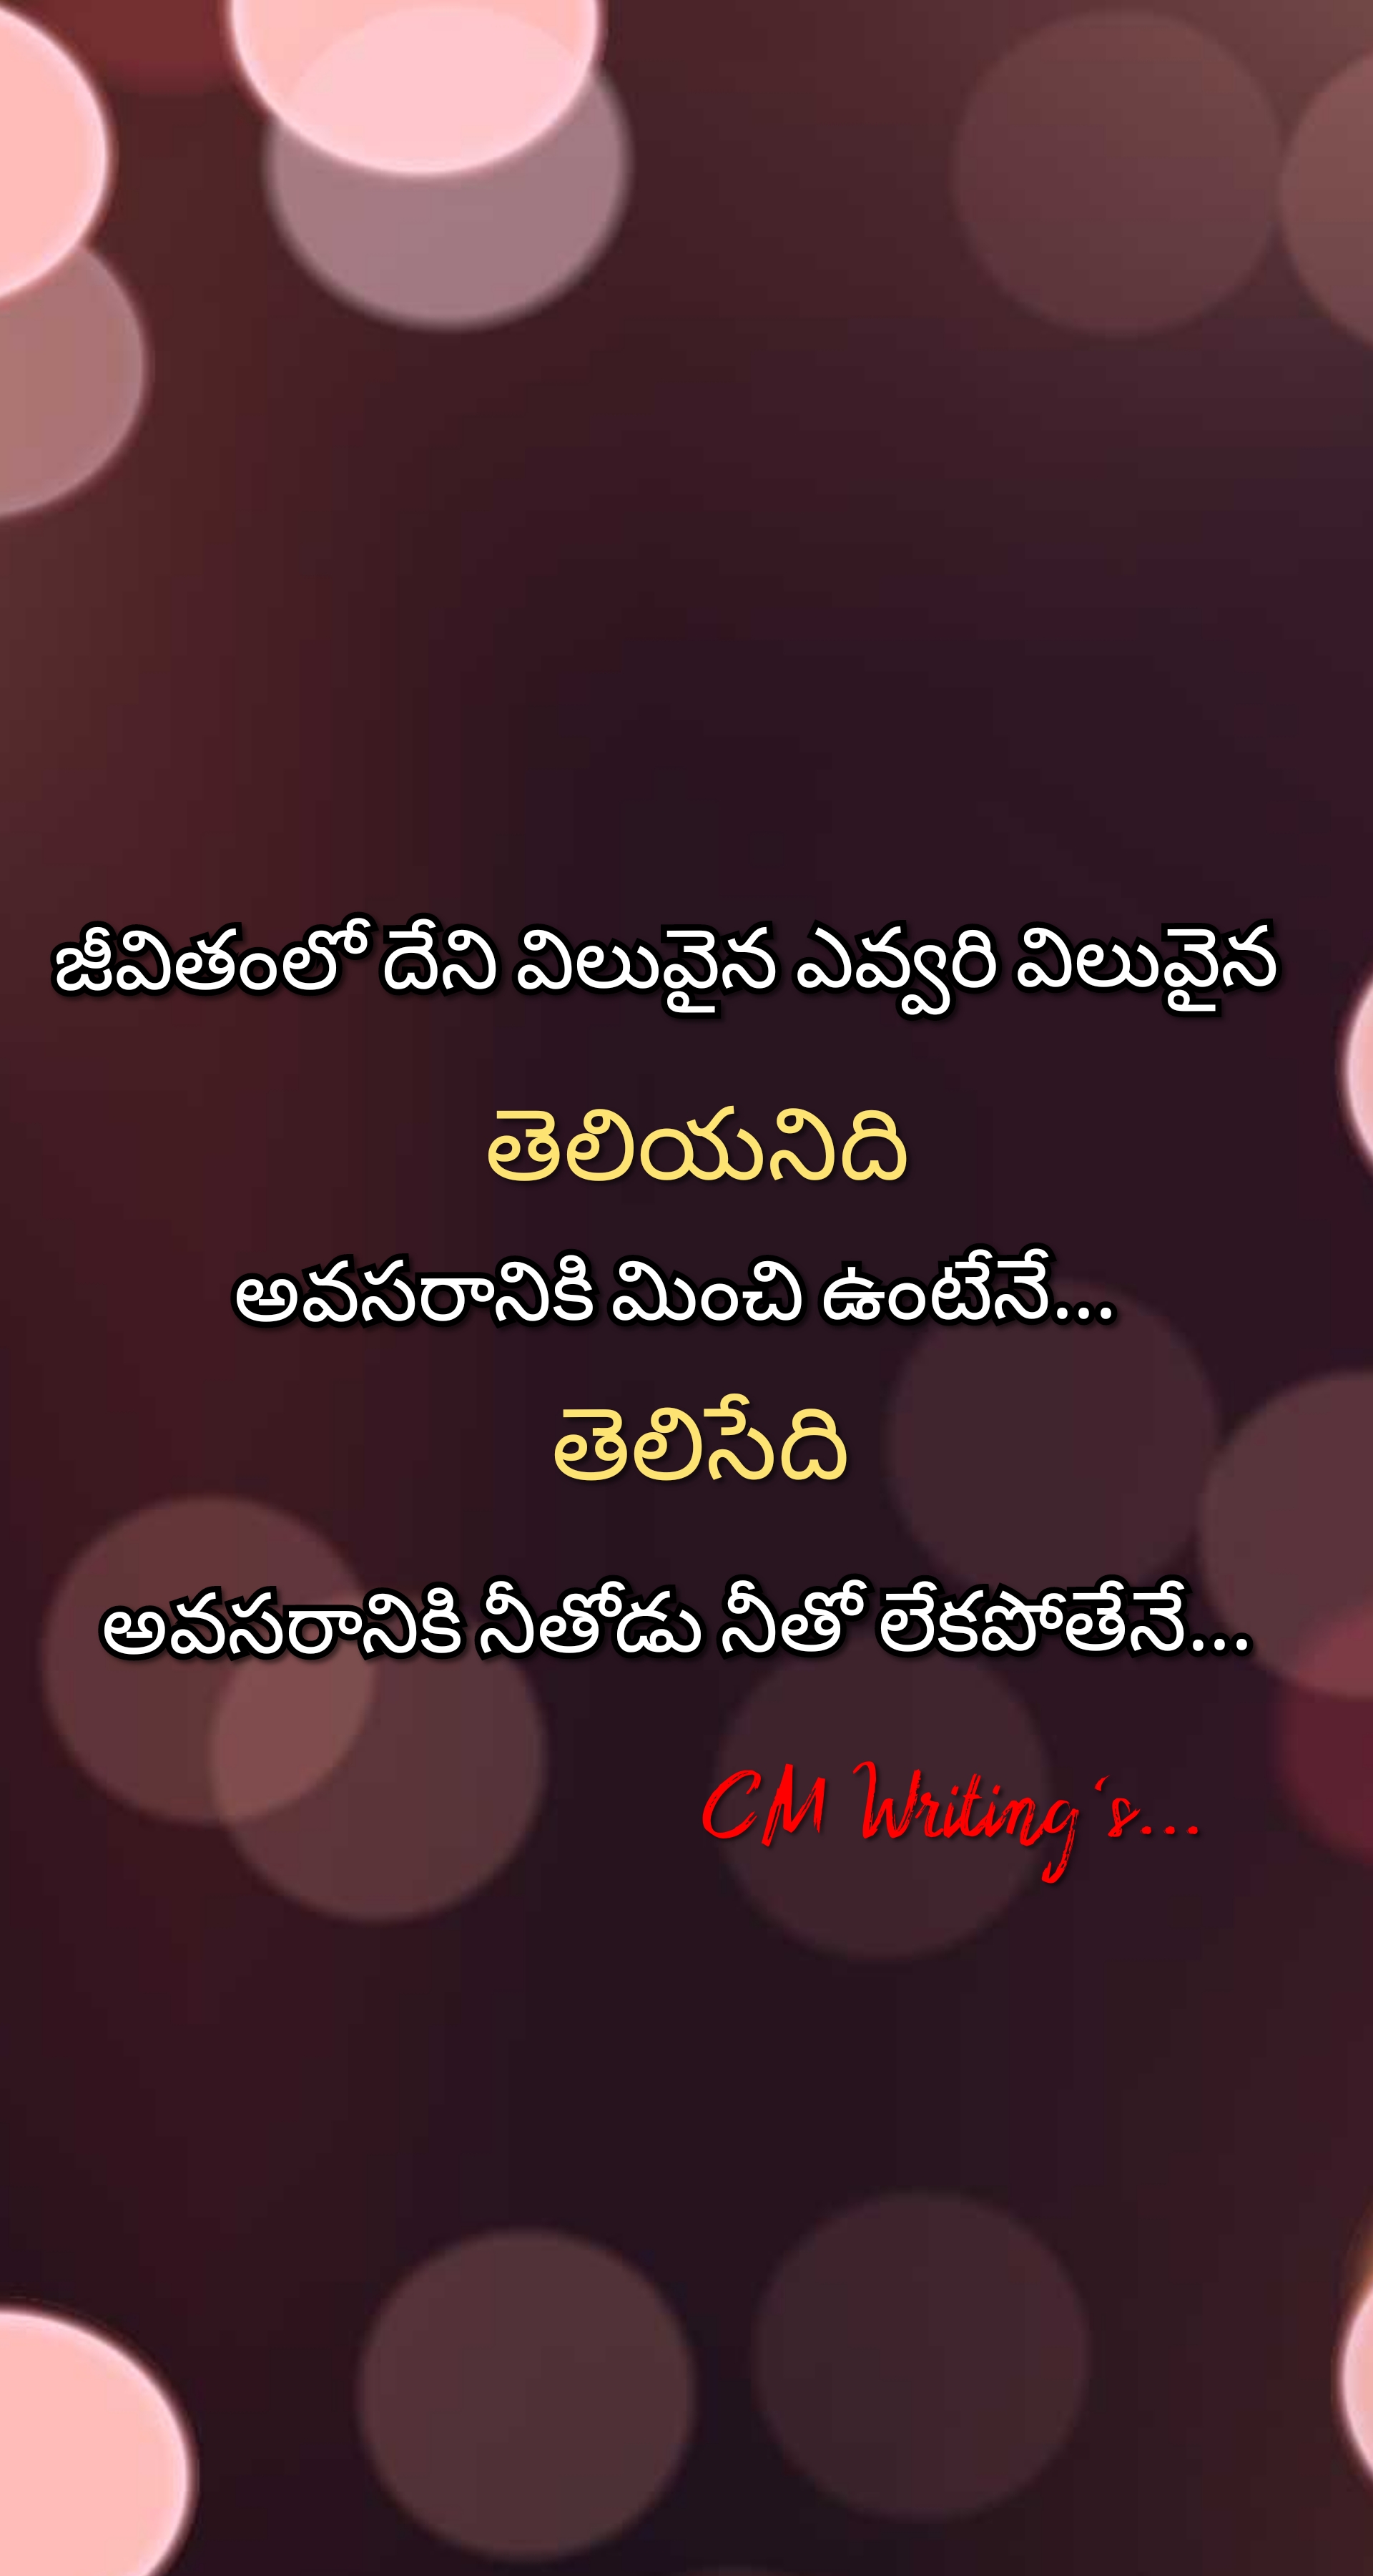 జీవితంలో దేని విలువైన ఎవ్వరి విలువైన
తెలియనిది
అవసరానికి మించి ఉంటేనే...
తెలిసేది
అవసరానికి నీతోడు నీతో లేకపోతేనే...
CM Writing's...